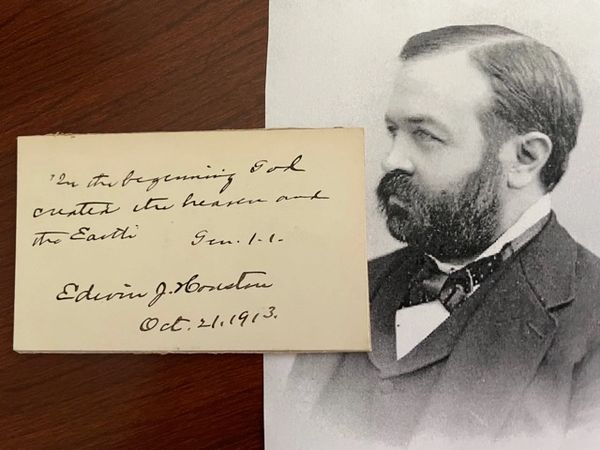 "In the beginning God
created the heaven and
the Earth Gen. 1.1.
Edwin J. Houston
Oct. 21. 1913.